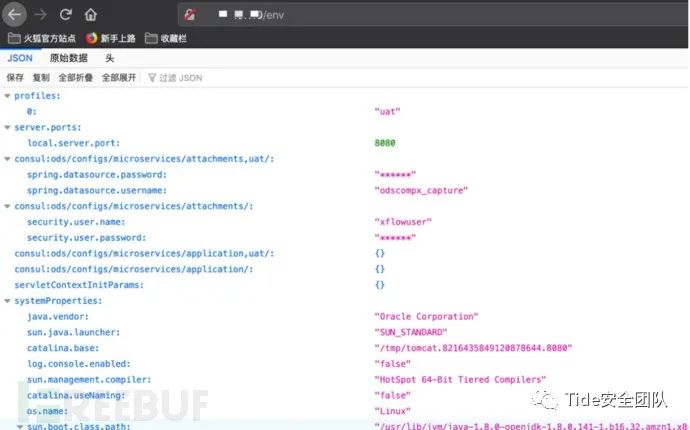 /env
火狐官方站点 新手上路 收藏栏
JSON 原始数据 头
保存 复制 全部折叠 全部展开 过滤 JSON
profiles:
0: "uat"
server.ports:
local.server.port: 8080
consul:ods/configs/microservices/attachments,uat/:
spring.datasource.password: "******"
spring.datasource.username: "odscompx_capture"
consul:ods/configs/microservices/attachments/:
security.user.name: "xflowuser"
security.user.password: "******"
consul:ods/configs/microservices/application,uat/: {}
consul:ods/configs/microservices/application/: {}
servletContextInitParams: {}
systemProperties:
java.vendor: "Oracle Corporation"
sun.java.launcher: "SUN_STANDARD"
catalina.base: "/tmp/tomcat.8216435849120878644.8080"
log.console.enabled: "false"
sun.management.compiler: "HotSpot 64-Bit Tiered Compilers"
catalina.useNaming: "false"
os.name: "Linux"
sun.boot.class.path: "/usr/lib/jvm/java-1.8.0-openjdk-1.8.0.141-1.b16.32.amzn1.x8
REEBUF
Tide安全团队